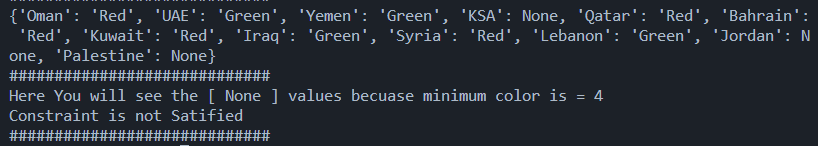 {'Oman': 'Red', 'UAE': 'Green', 'Yemen': 'Green', 'KSA': None, 'Qatar': 'Red', 'Bahrain':
 'Red', 'Kuwait': 'Red', 'Iraq': 'Green', 'Syria': 'Red', 'Lebanon': 'Green', 'Jordan': N
one, 'Palestine': None}
#############################
Here You will see the [ None ] values becuase minimum color is = 4
Constraint is not Satified
#############################